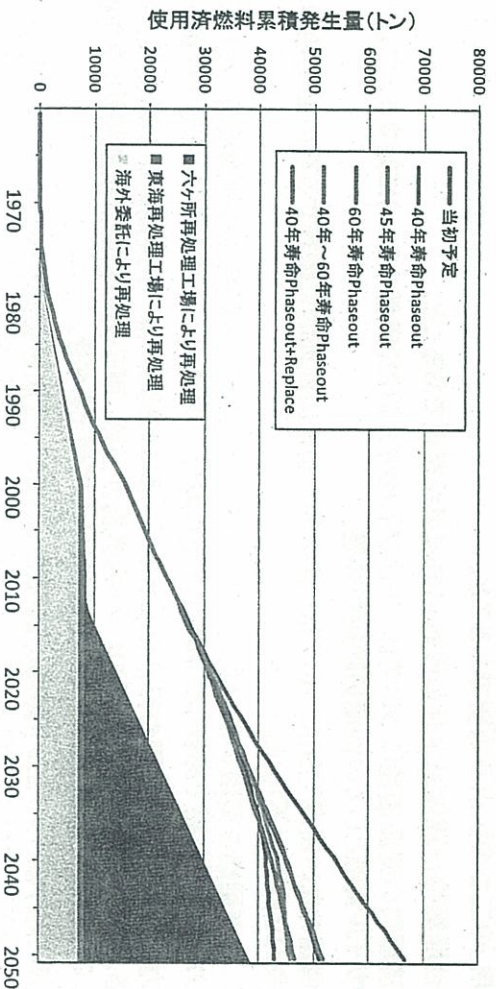 使用済燃料累積発生量(トン)
80000
70000
60000
50000
40000
30000
20000
10000
0
当初予定
40年寿命Phaseout
45年寿命Phaseout
60年寿命Phaseout
40年～60年寿命Phaseout
40年寿命Phaseout+Replace
六ヶ所再処理工場により再処理
東海再処理工場により再処理
海外委託により再処理
1970
1980
1990
2000
2010
2020
2030
2040
2050